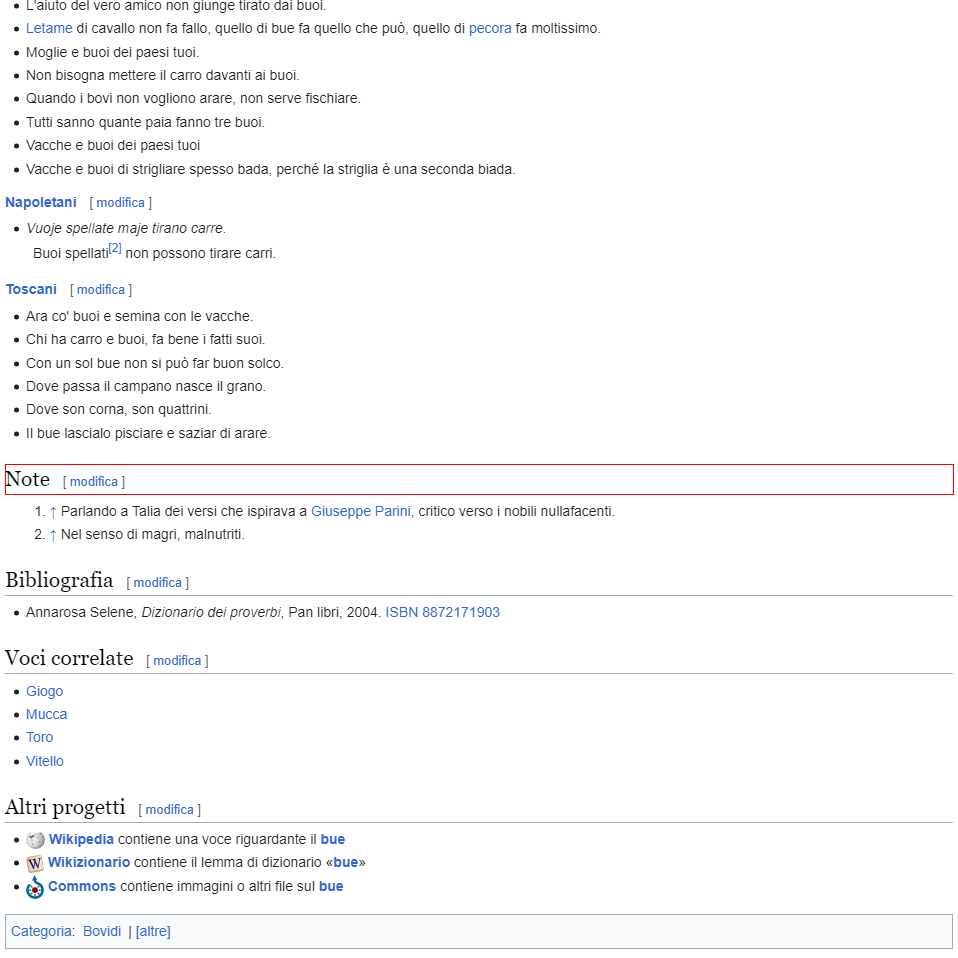 L'aiuto del vero amico non giunge tirato dai buoi.
Letame di cavallo non fa fallo, quello di bue fa quello che può, quello di pecora fa moltissimo.
Moglie e buoi dei paesi tuoi.
Non bisogna mettere il carro davanti ai buoi.
Quando i bovi non vogliono arare, non serve fischiare.
Tutti sanno quante paia fanno tre buoi.
Vacche e buoi dei paesi tuoi
Vacche e buoi di strigliare spesso bada, perché la striglia è una seconda biada.
Napoletani [ modifica ]
Vuoje spellate maje tirano carre.
Buoi spellati[2] non possono tirare carri.
Toscani [ modifica ]
Ara co' buoi e semina con le vacche.
Chi ha carro e buoi, fa bene i fatti suoi.
Con un sol bue non si può far buon solco.
Dove passa il campano nasce il grano.
Dove son corna, son quattrini.
Il bue lascialo pisciare e saziar di arare.
Note [ modifica ]
1. ↑ Parlando a Talia dei versi che ispirava a Giuseppe Parini, critico verso i nobili nullafacenti.
2. ↑ Nel senso di magri, malnutriti.
Bibliografia [ modifica ]
Annarosa Selene, Dizionario dei proverbi, Pan libri, 2004. ISBN 8872171903
Voci correlate [ modifica ]
Giogo
Mucca
Toro
Vitello
Altri progetti [ modifica ]
Wikipedia contiene una voce riguardante il bue
W Wikizionario contiene il lemma di dizionario «bue»
Commons contiene immagini o altri file sul bue
Categoria: Bovidi | [altre]